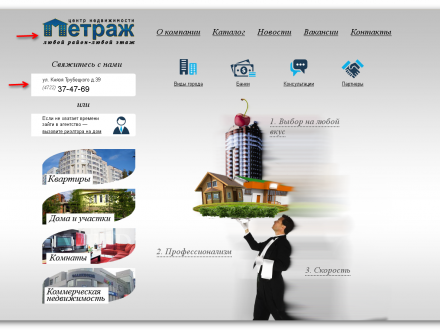 центр недвижимости
Метраж
любой район-любой этаж
О компании Каталог Новости Вакансии Контакты
Свяжитесь с нами
ул. Князя Трубецкого д.39
(4722) 37-47-69
или
Если не хватает времени
зайти в агентство —
вызовите риэлтора на дом
Виды города Банки Консультации Партнеры
1. Выбор на любой
вкус
Квартиры
Дома и участки
Комнаты
Коммерческая
недвижимость
2. Профессионализм
3. Скорость